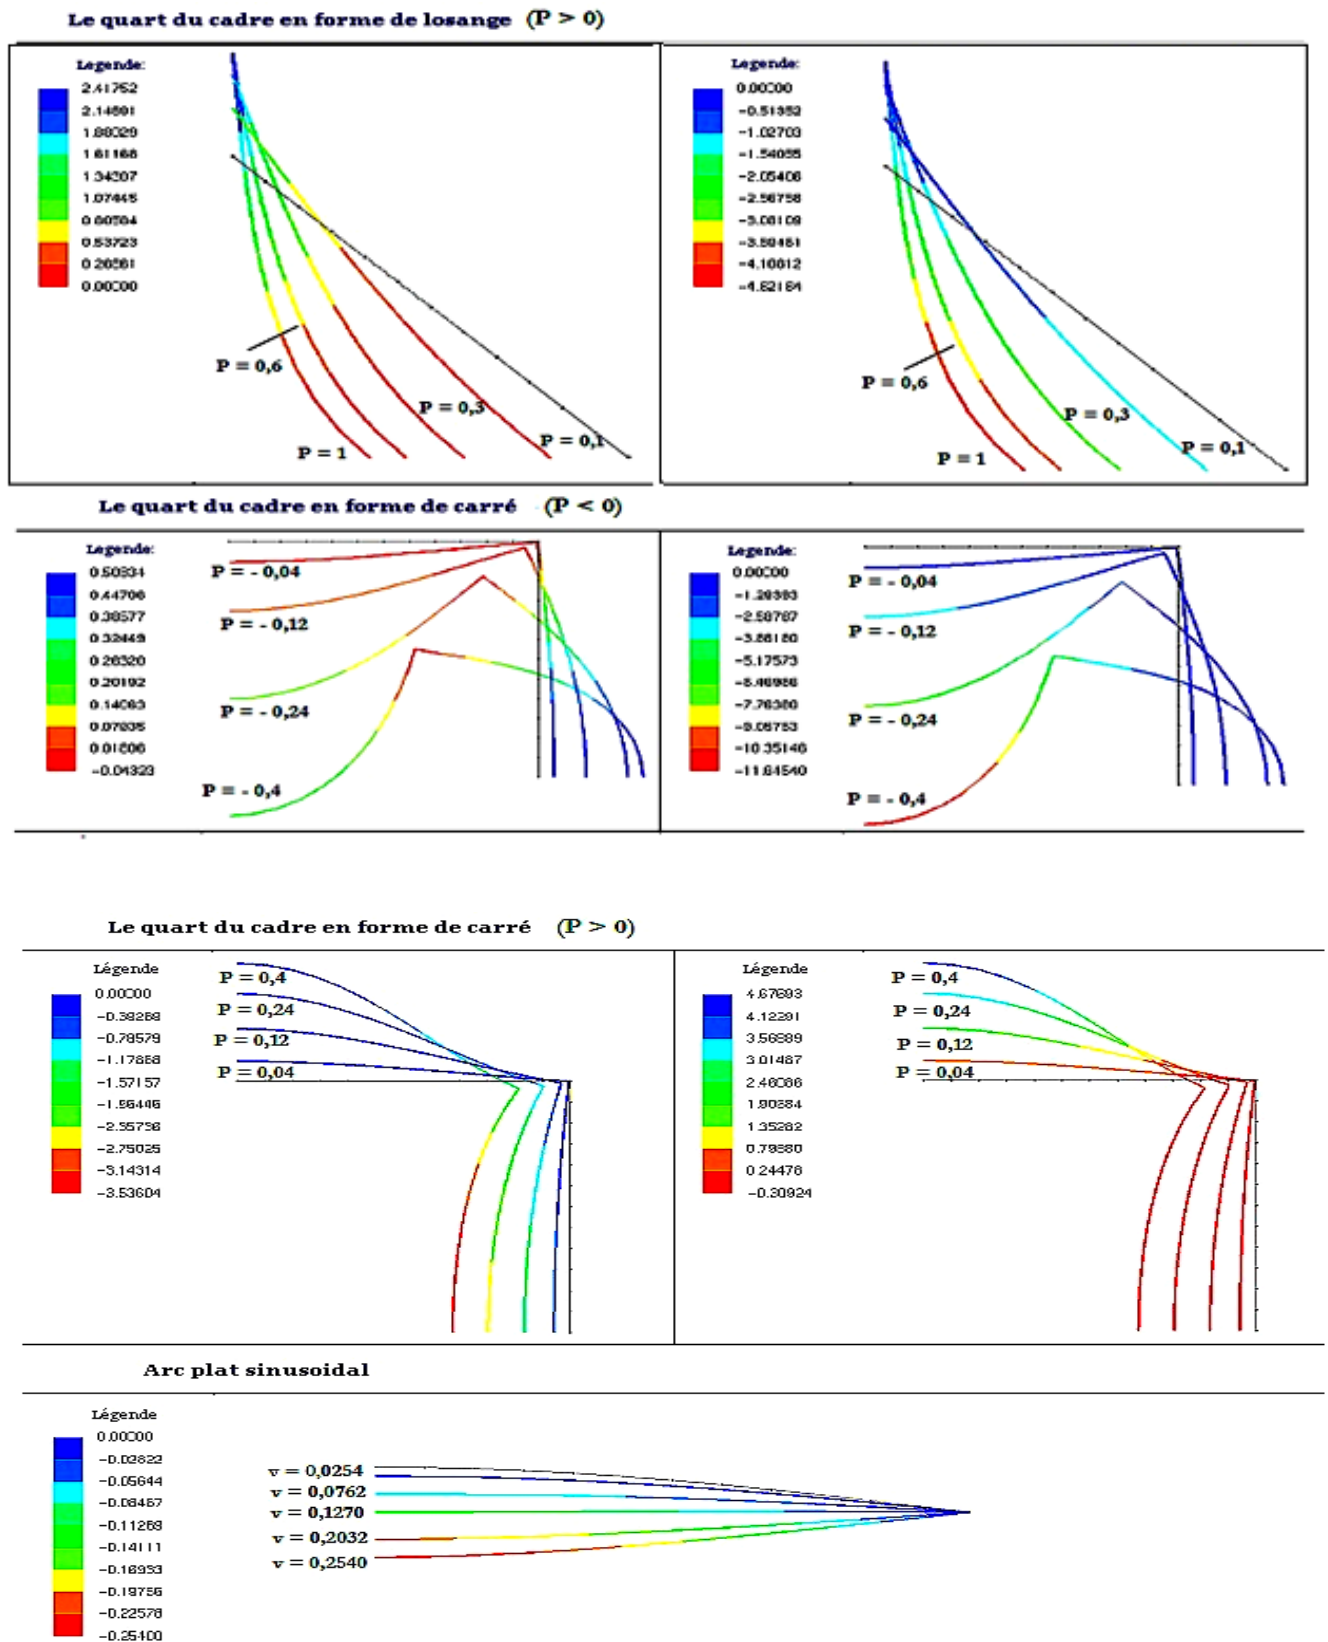 Le quart du cadre en forme de losange (P > 0)
Legende:
2.41752
2.14891
1.88029
1.61168
1.34307
1.07445
0.80584
0.53723
0.26861
0.00000
P = 0,6
P = 1
P = 0,3
P = 0,1
Legende:
0.00000
-0.51352
-1.02703
-1.54055
-2.05406
-2.56758
-3.08109
-3.59461
-4.10812
-4.62164
P = 0,6
P = 1
P = 0,3
P = 0,1
Le quart du cadre en forme de carré (P < 0)
Legende:
0.50834
0.44706
0.38577
0.32449
0.26320
0.20192
0.14063
0.07935
0.01806
-0.04323
P = - 0,04
P = - 0,12
P = - 0,24
P = - 0,4
Legende:
0.00000
-1.29393
-2.58787
-3.88180
-5.17573
-6.46966
-7.76360
-9.05753
-10.35146
-11.64540
P = - 0,04
P = - 0,12
P = - 0,24
P = - 0,4
Le quart du cadre en forme de carré (P > 0)
Légende
0.00000
-0.39289
-0.78579
-1.17868
-1.57157
-1.96446
-2.35736
-2.75025
-3.14314
-3.53604
P = 0,4
P = 0,24
P = 0,12
P = 0,04
Légende
4.67693
4.12291
3.56889
3.01487
2.46086
1.90684
1.35282
0.79880
0.24478
-0.30924
P = 0,4
P = 0,24
P = 0,12
P = 0,04
Arc plat sinusoidal
Légende
0.00000
-0.02822
-0.05644
-0.08467
-0.11289
-0.14111
-0.16933
-0.19756
-0.22578
-0.25400
v = 0,0254
v = 0,0762
v = 0,1270
v = 0,2032
v = 0,2540